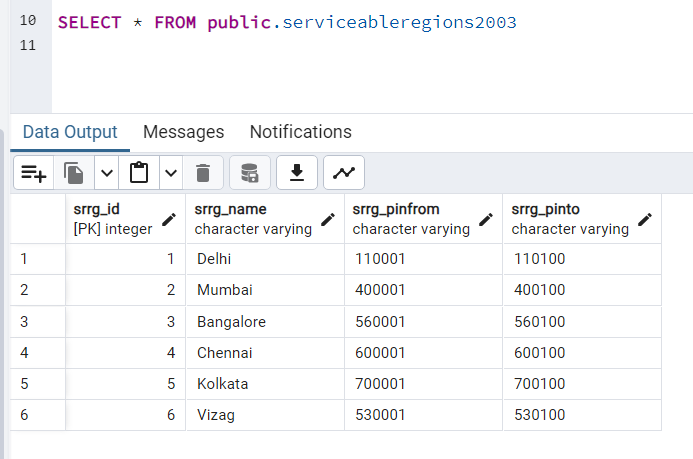 10 SELECT * FROM public.serviceableregions2003
11
Data Output Messages Notifications
srrg_id srrg_name srrg_pinfrom srrg_pinto
[PK] integer character varying character varying character varying
1 1 Delhi 110001 110100
2 2 Mumbai 400001 400100
3 3 Bangalore 560001 560100
4 4 Chennai 600001 600100
5 5 Kolkata 700001 700100
6 6 Vizag 530001 530100